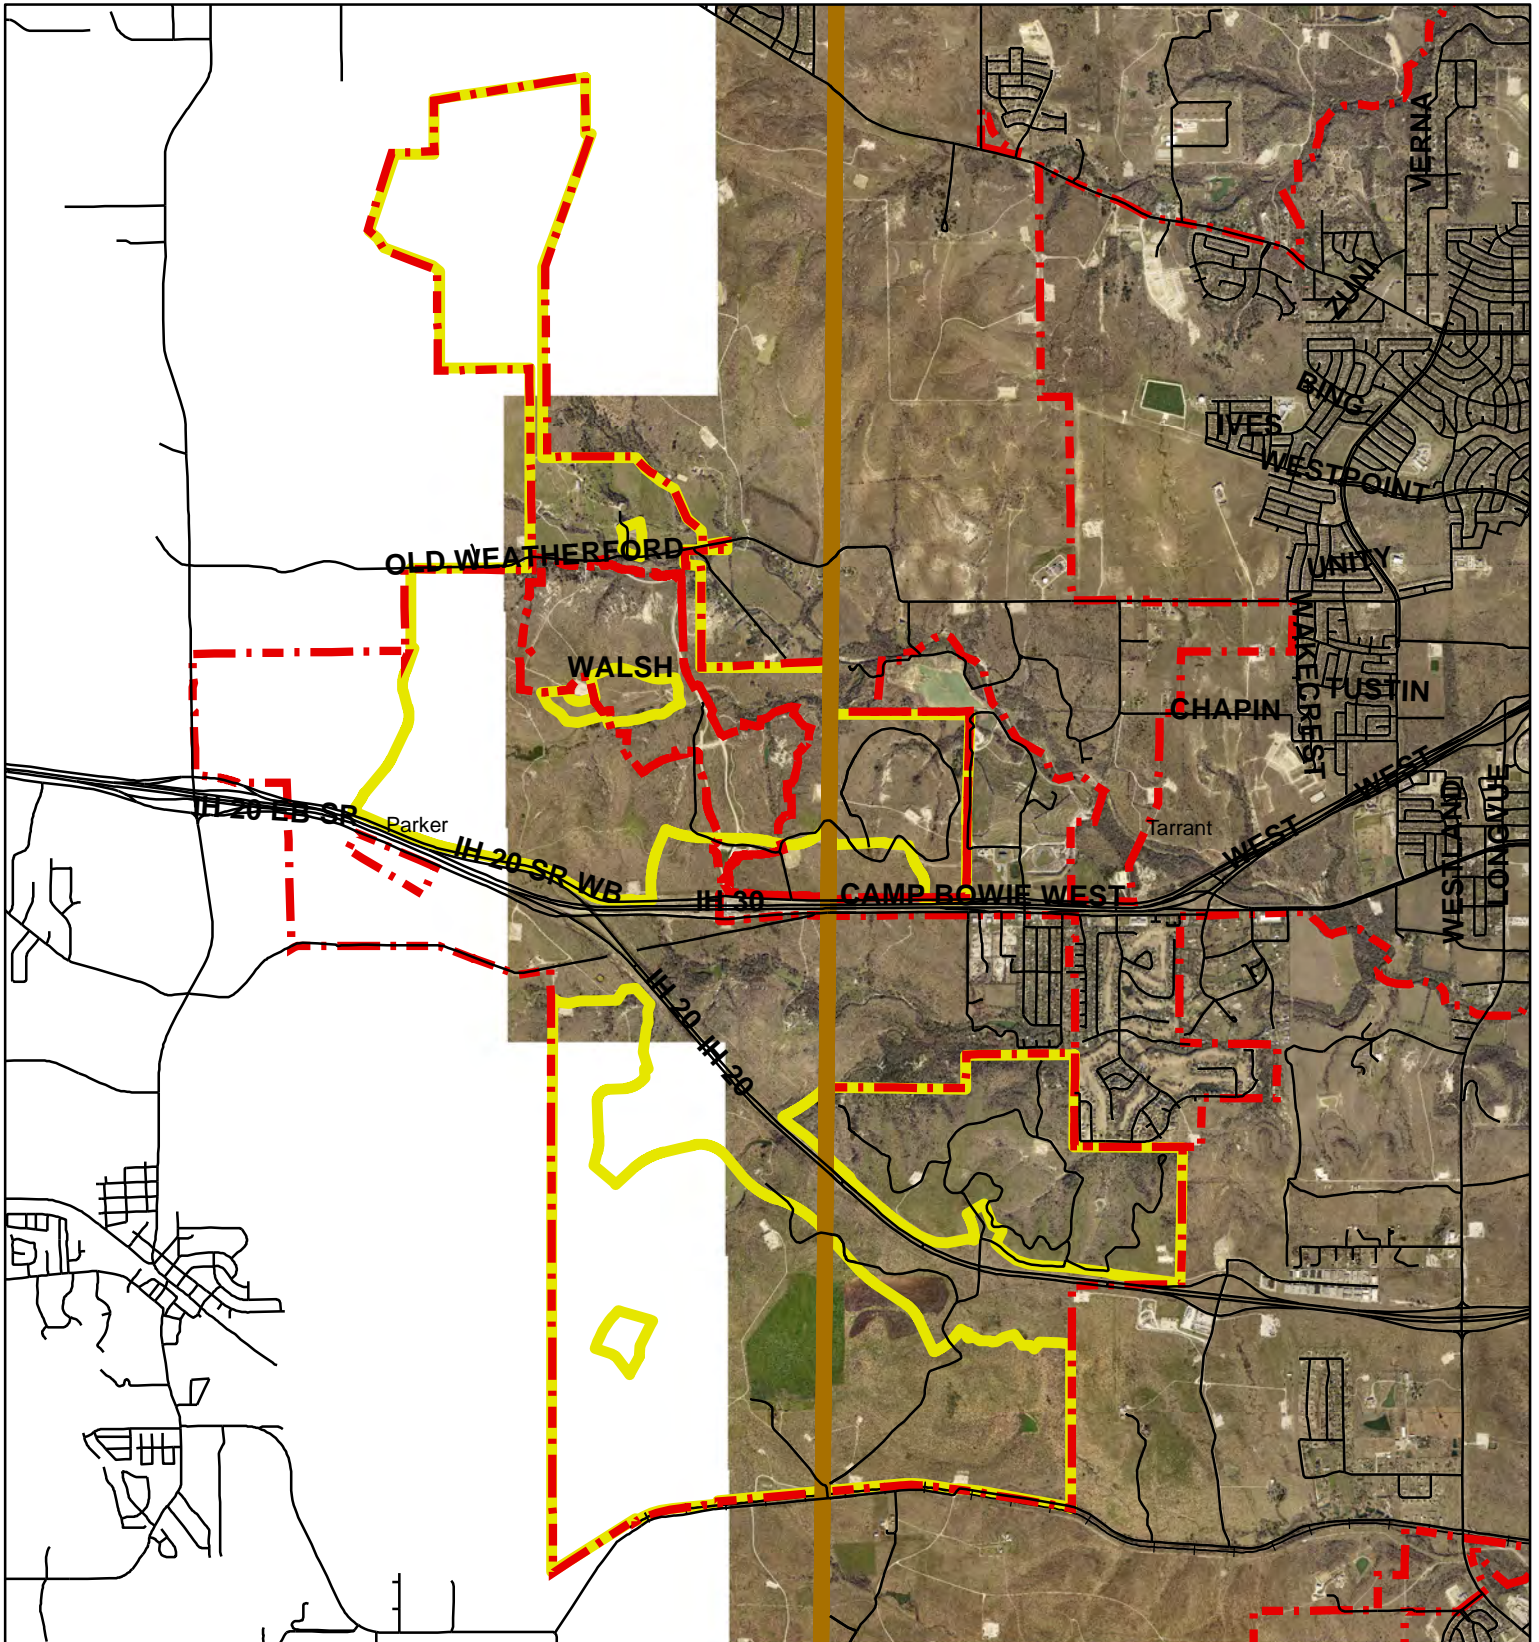 VERNA
ZUNI
BING
IVES
WESTPOINT
OLD WEATHERFORD
UNITY
WAKECREST
WALSH
TUSTIN
CHAPIN
WEST
WESTLAND
LONGVUE
IH 20 EB SR
Parker
Tarrant
WEST
IH 20 SR WB
IH 30
CAMP BOWIE WEST
IH 20
IH 20